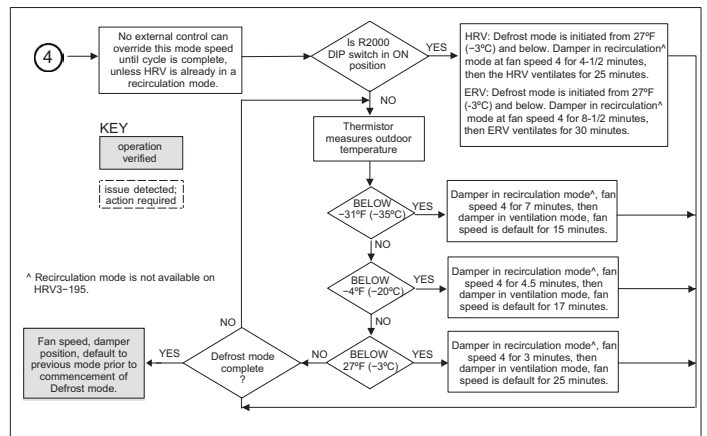 4
No external control can
override this mode speed
until cycle is complete,
unless HRV is already in a
recirculation mode.
Is R2000
DIP switch in ON
position
YES
HRV: Defrost mode is initiated from 27ºF
(−3ºC) and below. Damper in recirculation^
mode at fan speed 4 for 4-1/2 minutes,
then the HRV ventilates for 25 minutes.
ERV: Defrost mode is initiated from 27ºF
(-3ºC) and below. Damper in recirculation^
mode at fan speed 4 for 8-1/2 minutes,
then ERV ventilates for 30 minutes.
NO
KEY
operation
verified
issue detected;
action required
Thermistor
measures outdoor
temperature
BELOW
−31ºF (−35ºC)
YES
Damper in recirculation mode^, fan
speed 4 for 7 minutes, then
damper in ventilation mode, fan
speed is default for 15 minutes.
NO
^ Recirculation mode is not available on
HRV3−195.
BELOW
−4ºF (−20ºC)
YES
Damper in recirculation mode^, fan
speed 4 for 4.5 minutes, then
damper in ventilation mode, fan
speed is default for 17 minutes.
NO
NO
Fan speed, damper
position, default to
previous mode prior to
commencement of
Defrost mode.
YES
Defrost mode
complete
?
NO
BELOW
27ºF (−3ºC)
YES
Damper in recirculation mode^, fan
speed 4 for 3 minutes, then
damper in ventilation mode, fan
speed is default for 25 minutes.